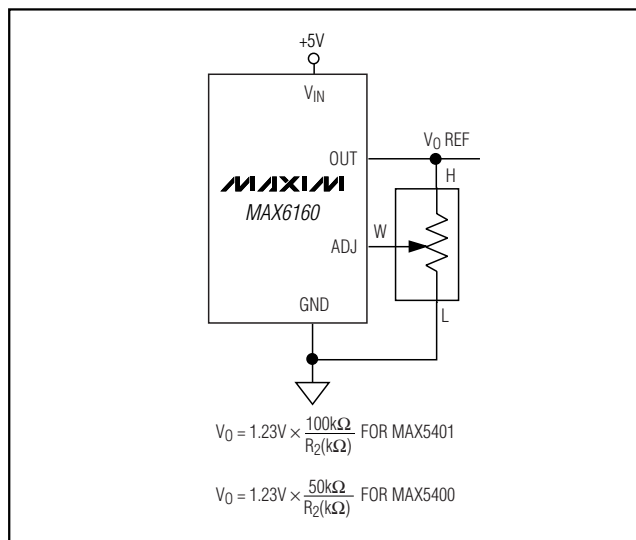 +5V
VIN
OUT
V0 REF
H
MAXIM
MAX6160
W
ADJ
GND
L
V0 = 1.23V × 100kΩ / R2(kΩ) FOR MAX5401
V0 = 1.23V × 50kΩ / R2(kΩ) FOR MAX5400